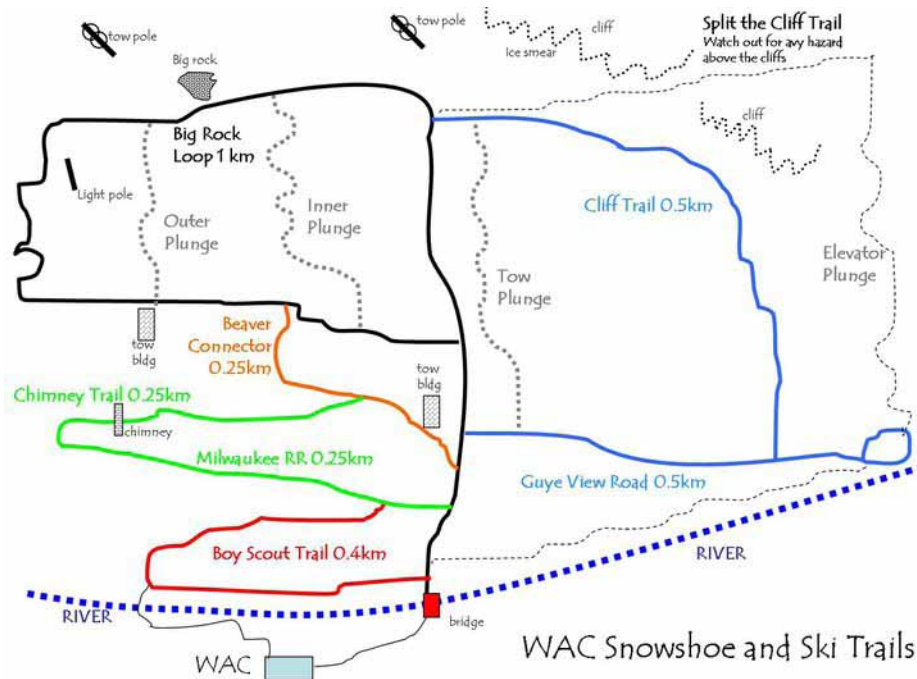 tow pole
tow pole
cliff
Ice smear
Split the Cliff Trail
Watch out for avy hazard
above the cliffs
Big rock
cliff
Big Rock
Loop 1 km
Light pole
Outer
Plunge
Inner
Plunge
Cliff Trail 0.5km
Tow
Plunge
Elevator
Plunge
tow
bldg
Beaver
Connector
0.25km
tow
bldg
Chimney Trail 0.25km
chimney
Milwaukee RR 0.25km
Guye View Road 0.5km
Boy Scout Trail 0.4km
RIVER
RIVER
bridge
WAC
WAC Snowshoe and Ski Trails